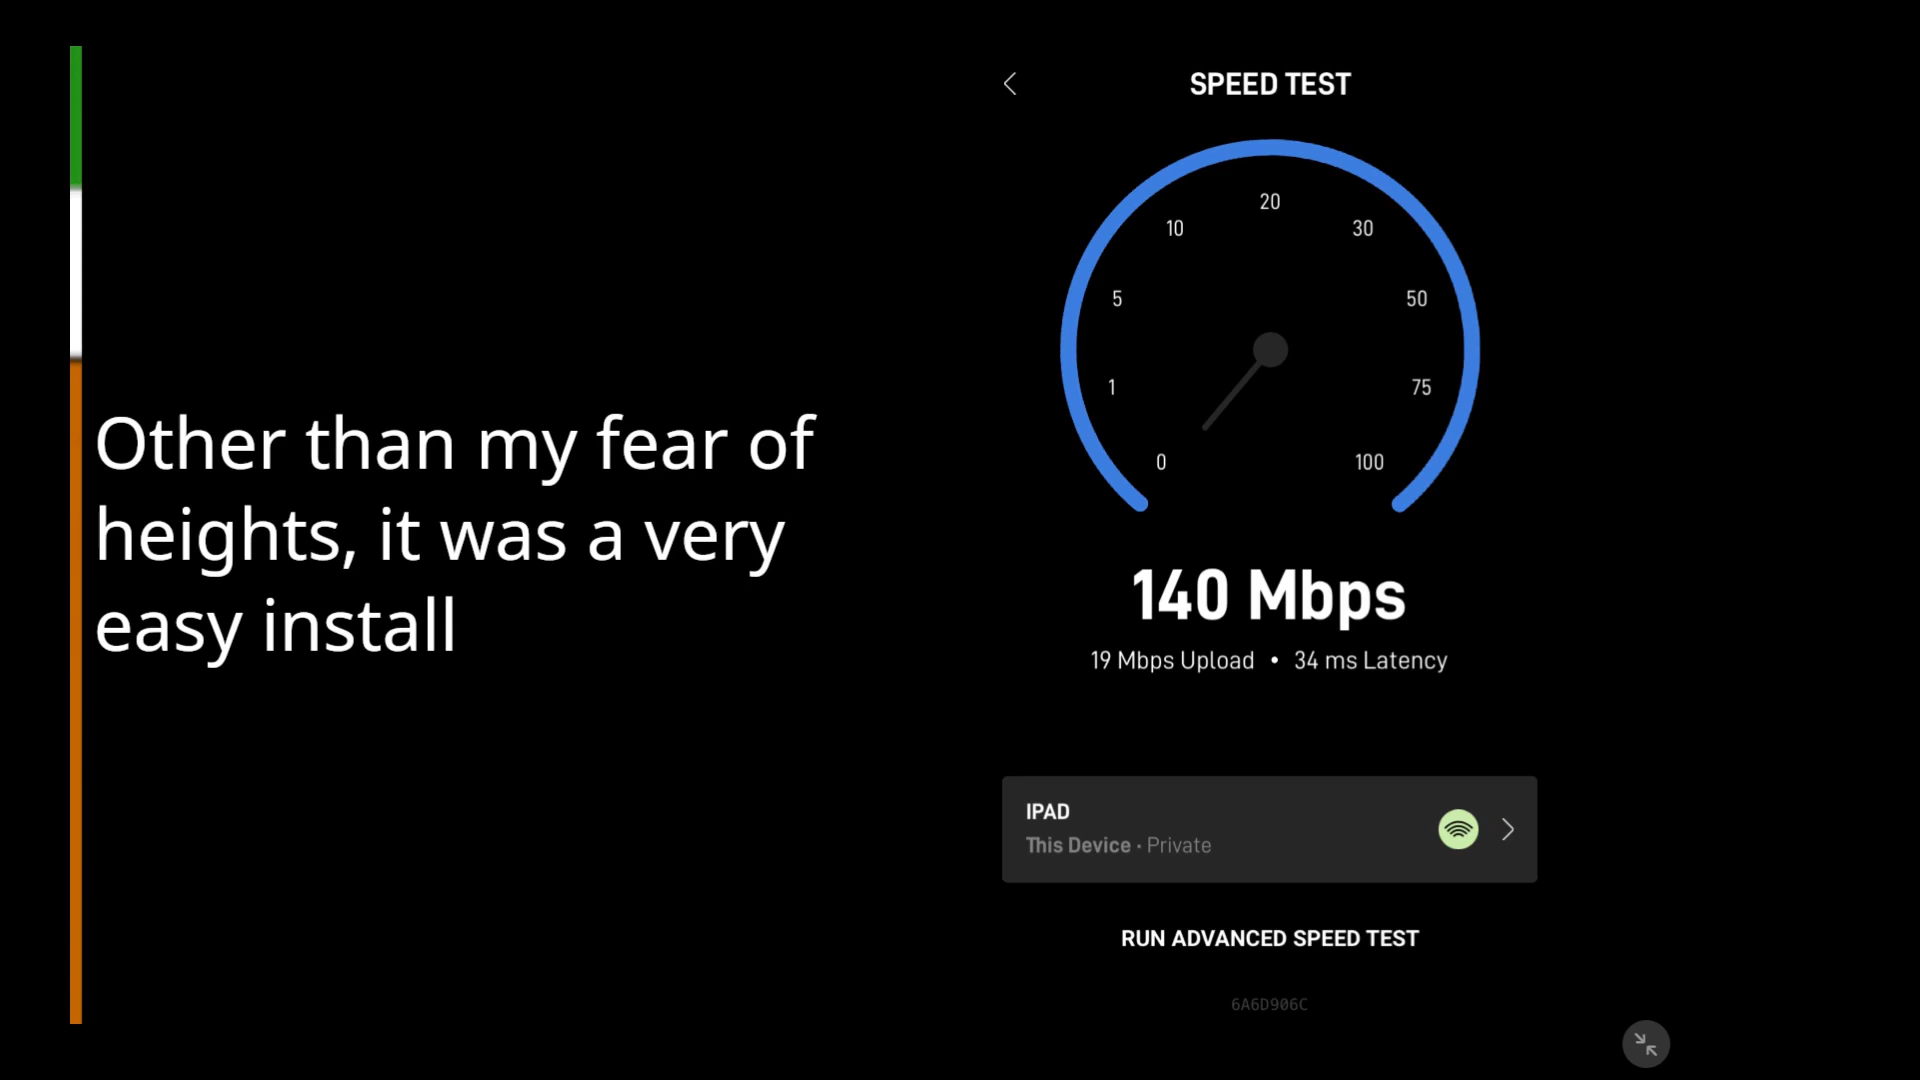 Other than my fear of
heights, it was a very
easy install
SPEED TEST
0
1
5
10
20
30
50
75
100
140 Mbps
19 Mbps Upload • 34 ms Latency
IPAD
This Device · Private
RUN ADVANCED SPEED TEST
6A6D906C